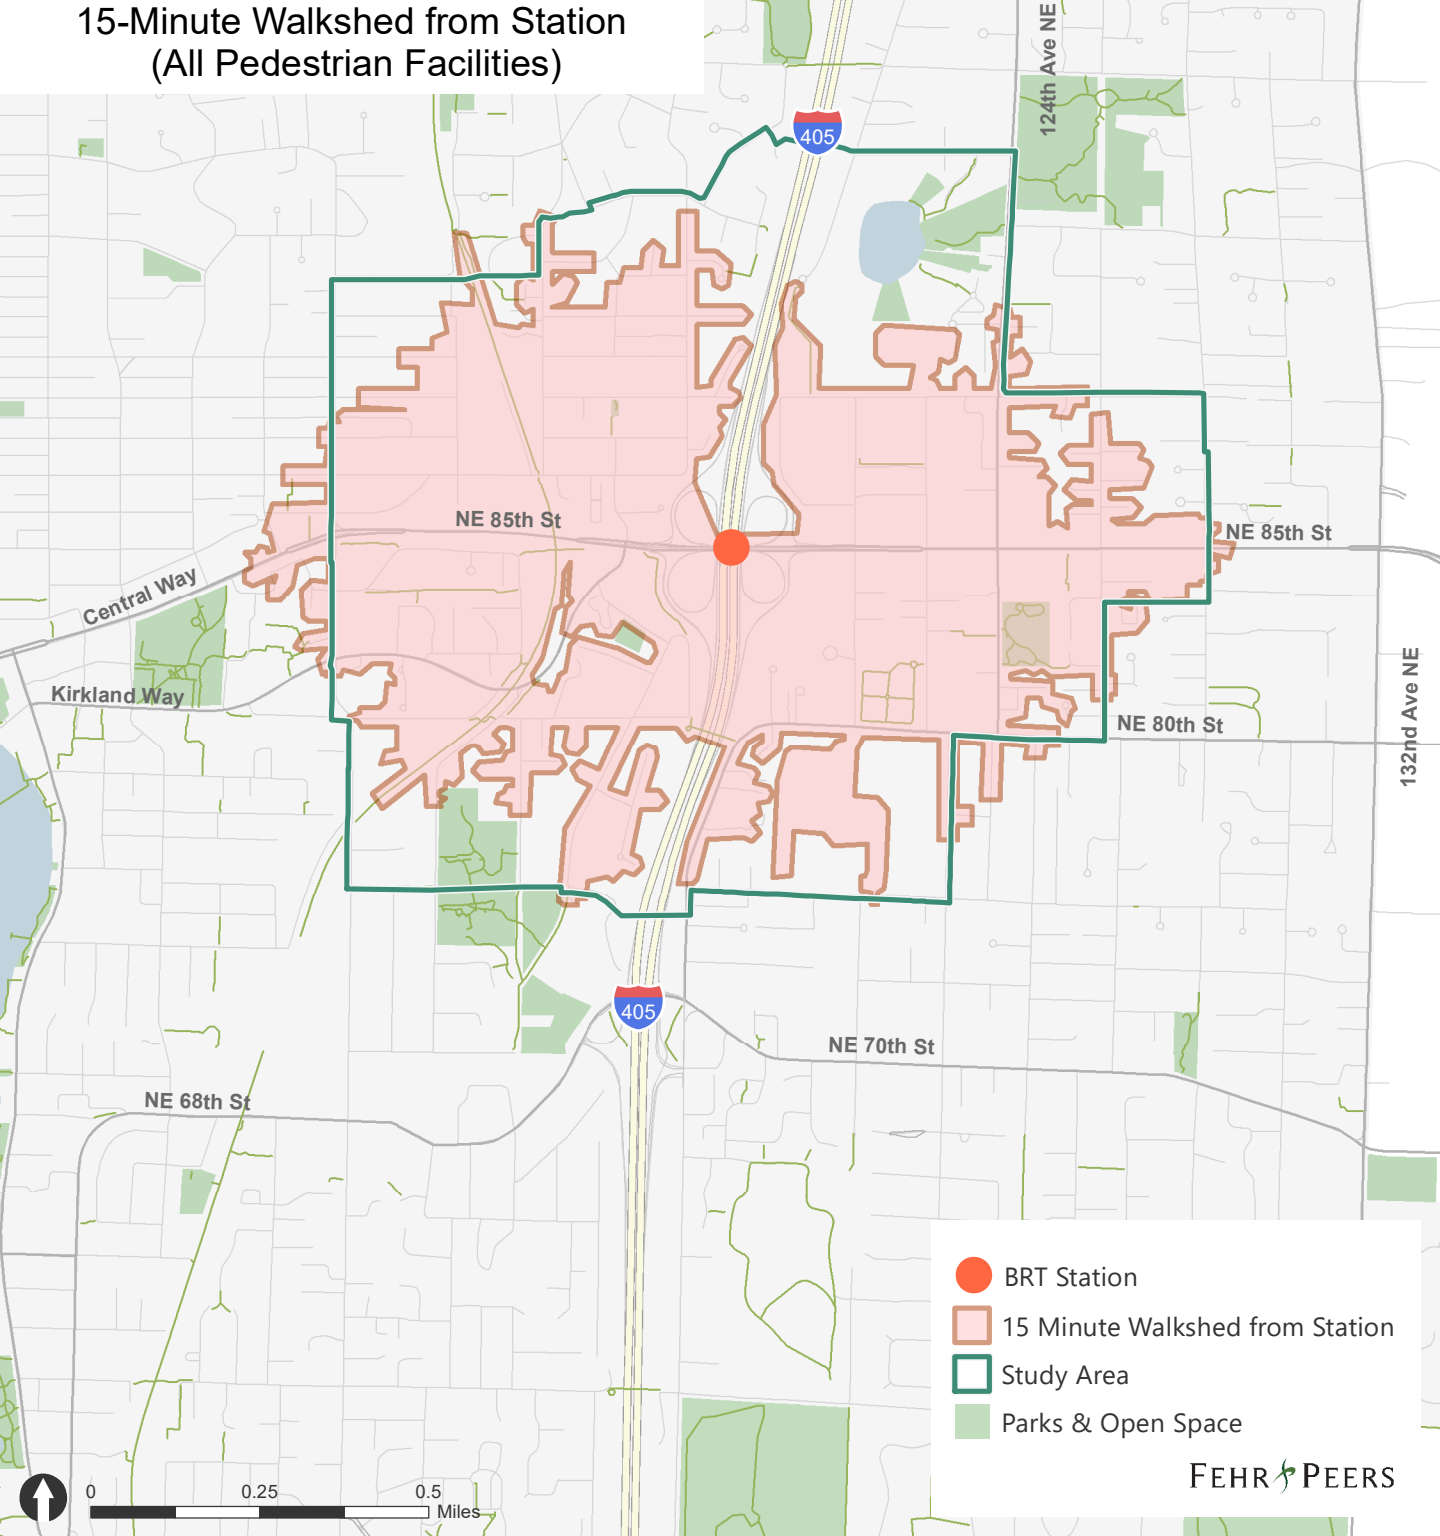 15-Minute Walkshed from Station
(All Pedestrian Facilities)
124th Ave NE
405
NE 85th St
NE 85th St
Central Way
Kirkland Way
NE 80th St
132nd Ave NE
405
NE 70th St
NE 68th St
BRT Station
15 Minute Walkshed from Station
Study Area
Parks & Open Space
FEHR PEERS
0 0.25 0.5
Miles